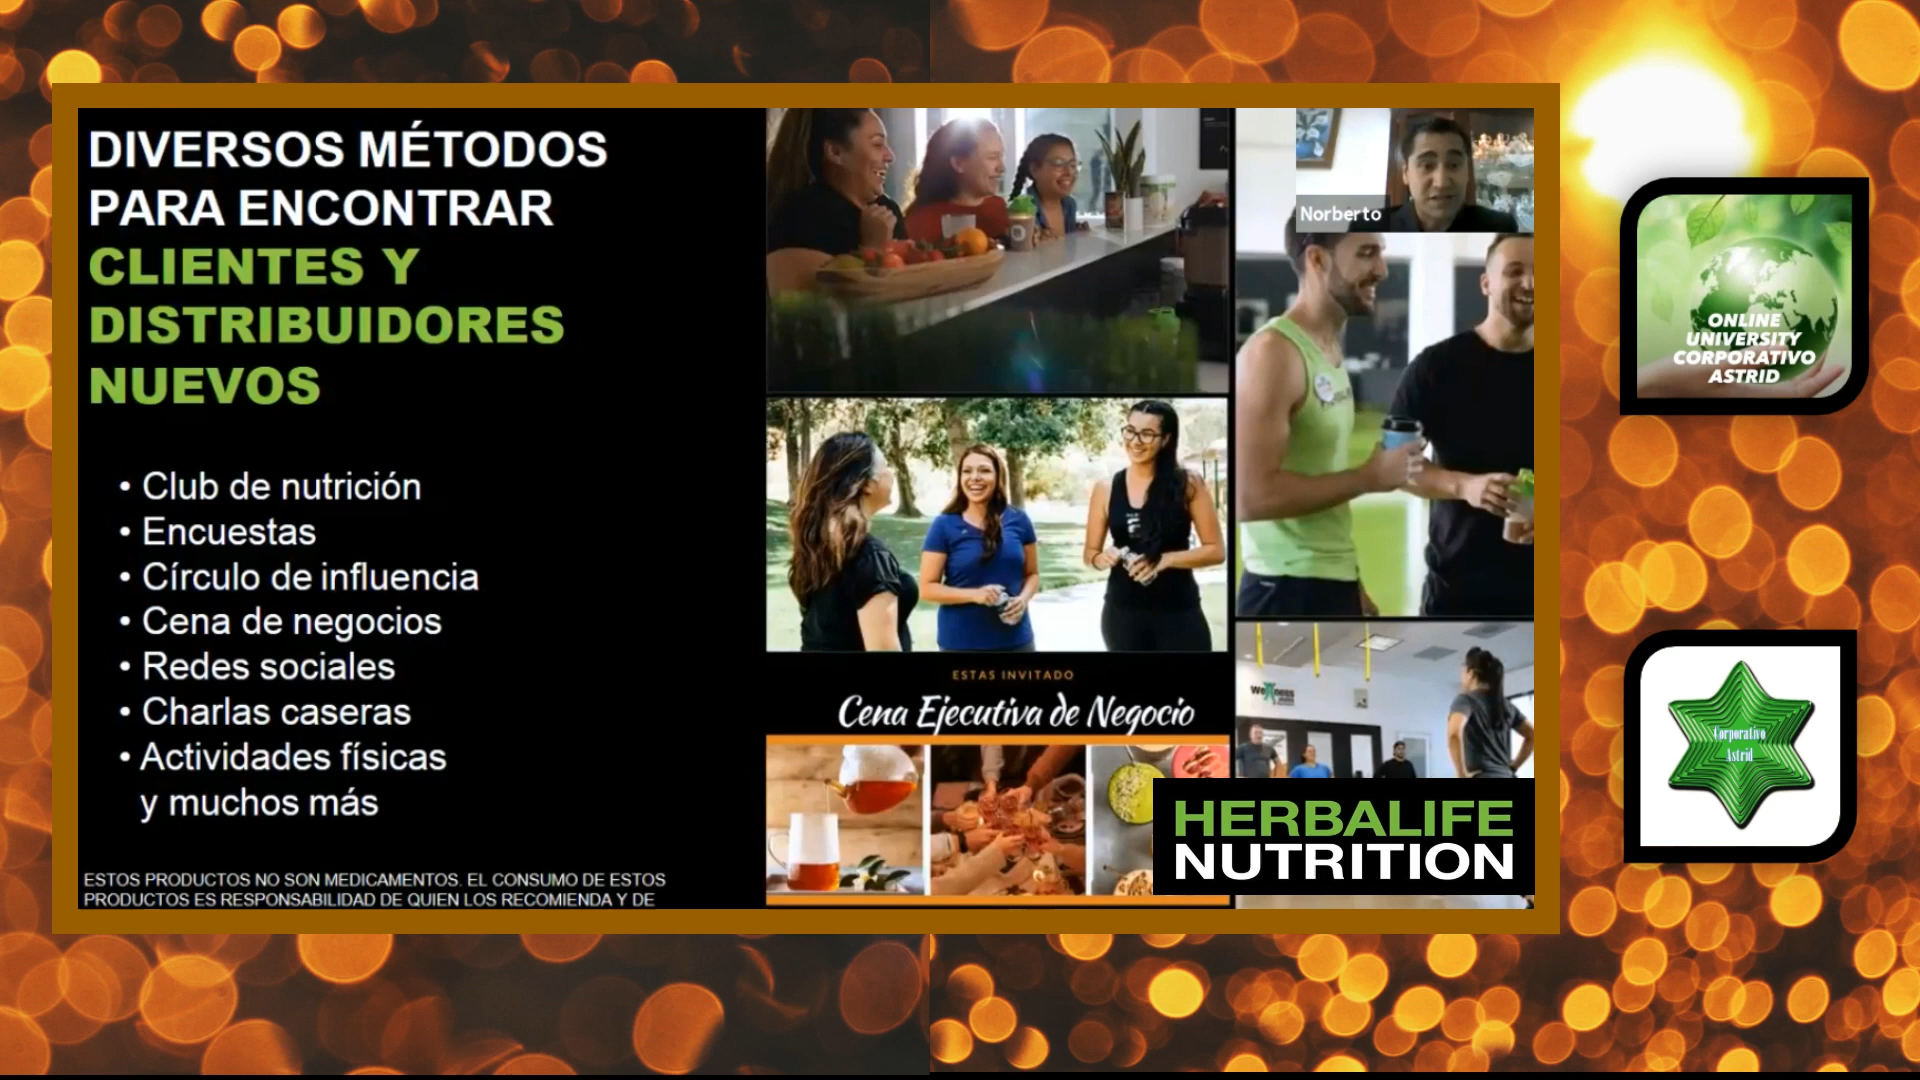 DIVERSOS MÉTODOS
PARA ENCONTRAR
CLIENTES Y
DISTRIBUIDORES
NUEVOS
• Club de nutrición
• Encuestas
• Círculo de influencia
• Cena de negocios
• Redes sociales
• Charlas caseras
• Actividades físicas
y muchos más
ESTOS PRODUCTOS NO SON MEDICAMENTOS. EL CONSUMO DE ESTOS
PRODUCTOS ES RESPONSABILIDAD DE QUIEN LOS RECOMIENDA Y DE
ESTAS INVITADO
Cena Ejecutiva de Negocio
Norberto
HERBALIFE
NUTRITION
ONLINE
UNIVERSITY
CORPORATIVO
ASTRID
Corporativo
Astrid